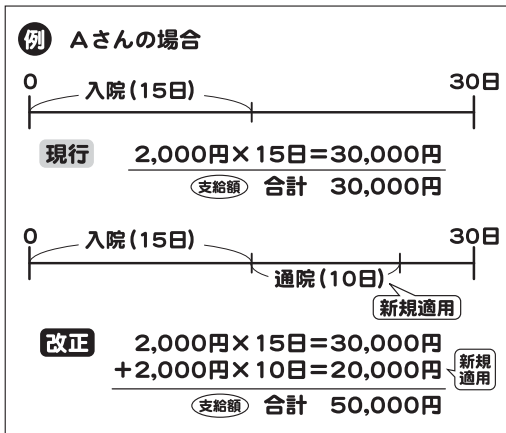 例 Aさんの場合
0 入院(15日) 30日
現行 2,000円×15日=30,000円
支給額 合計 30,000円
0 入院(15日) 30日
通院(10日)
新規適用
改正 2,000円×15日=30,000円
+2,000円×10日=20,000円 新規適用
支給額 合計 50,000円